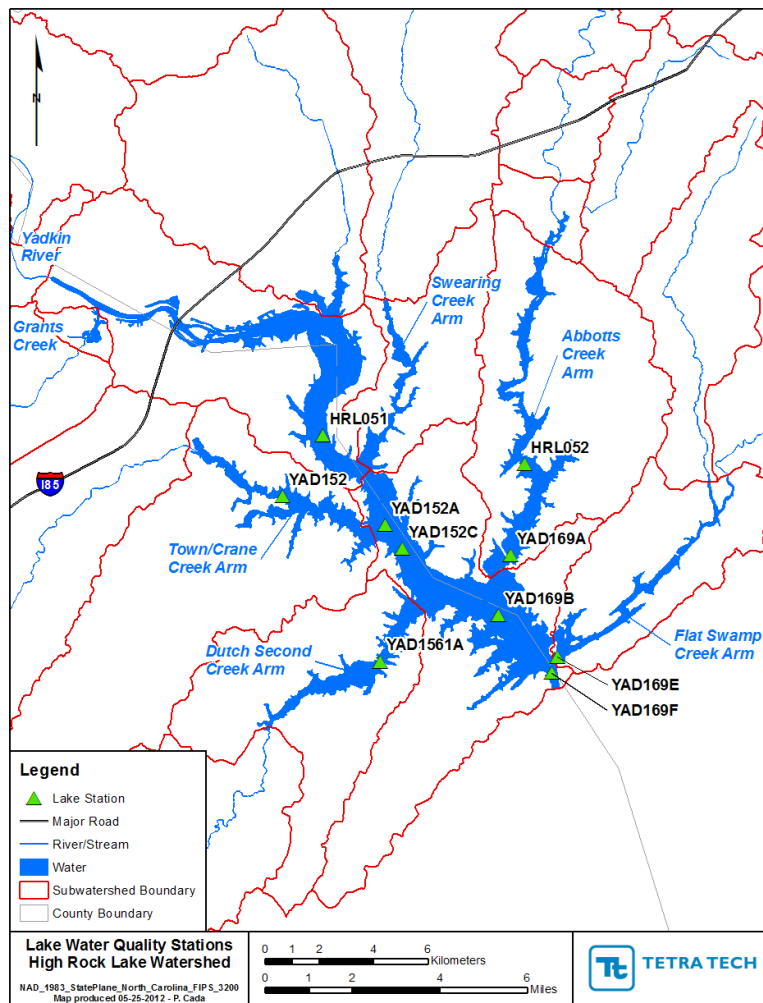 N
Yadkin
River
Grants
Creek
Swearing
Creek
Arm
Abbotts
Creek
Arm
HRL051
HRL052
I85
YAD152
YAD152A
YAD152C
Town/Crane
Creek Arm
YAD169A
YAD169B
Dutch Second
Creek Arm
YAD1561A
Flat Swamp
Creek Arm
YAD169E
YAD169F
Legend
Lake Station
Major Road
River/Stream
Water
Subwatershed Boundary
County Boundary
Lake Water Quality Stations
High Rock Lake Watershed
NAD_1983_StatePlane_North_Carolina_FIPS_3200
Map produced 05-25-2012 - P. Cada
0 1 2 4 6
Kilometers
0 1 2 4 6
Miles
Tt TETRA TECH